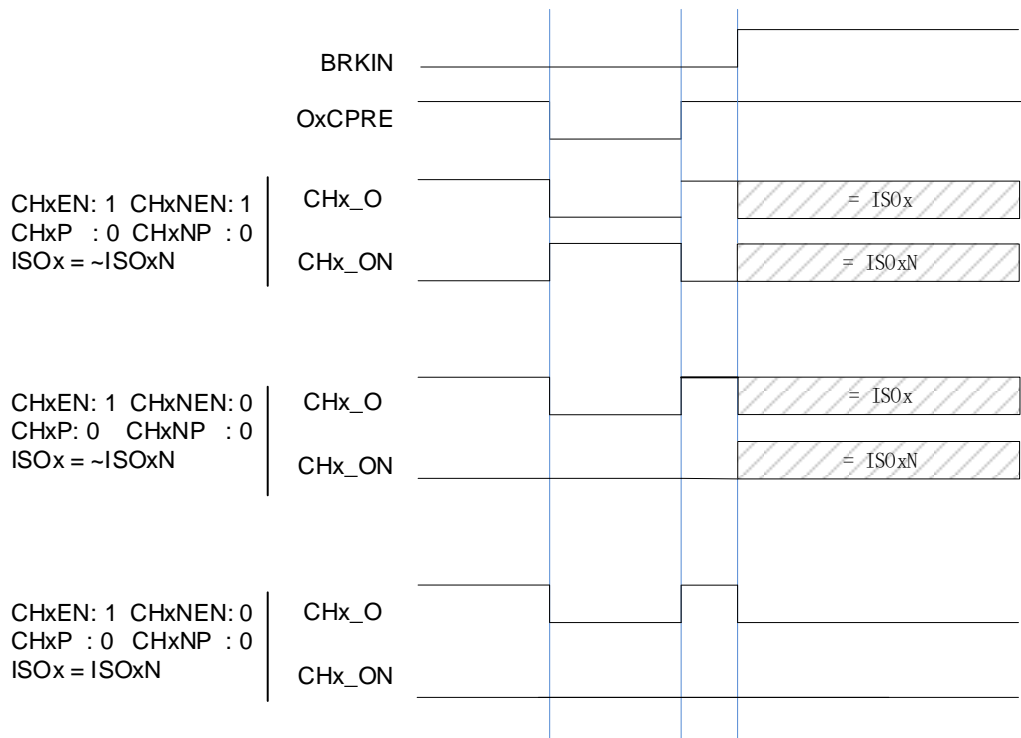 BRKIN
OxCPRE
CHxEN: 1 CHxNEN: 1
CHxP : 0 CHxNP : 0
ISOx = ~ISOxN
CHx_O
= ISOx
CHx_ON
= ISOxN
CHxEN: 1 CHxNEN: 0
CHxP: 0 CHxNP : 0
ISOx = ~ISOxN
CHx_O
= ISOx
CHx_ON
= ISOxN
CHxEN: 1 CHxNEN: 0
CHxP : 0 CHxNP : 0
ISOx = ISOxN
CHx_O
CHx_ON